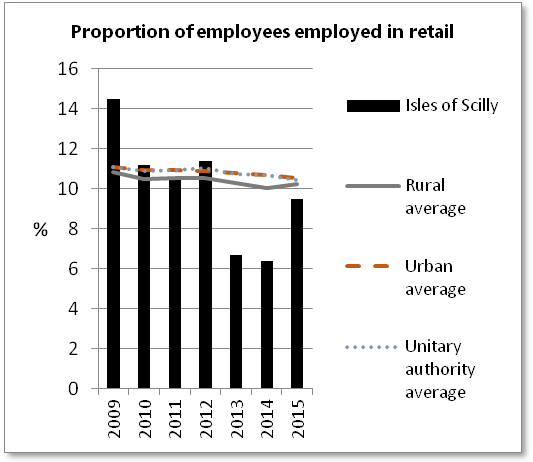 Proportion of employees employed in retail
16
14
12
10
8
6
4
2
0
%
2009
2010
2011
2012
2013
2014
2015
Isles of Scilly
Rural
average
Urban
average
Unitary
authority
average